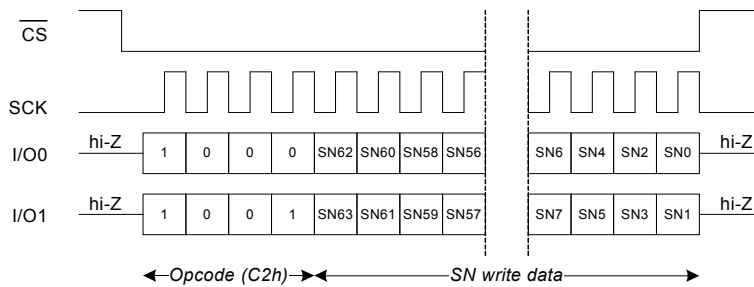 CS
SCK
I/O0 hi-Z 1 0 0 0 SN62 SN60 SN58 SN56 SN6 SN4 SN2 SN0 hi-Z
I/O1 hi-Z 1 0 0 1 SN63 SN61 SN59 SN57 SN7 SN5 SN3 SN1 hi-Z
Opcode (C2h) SN write data